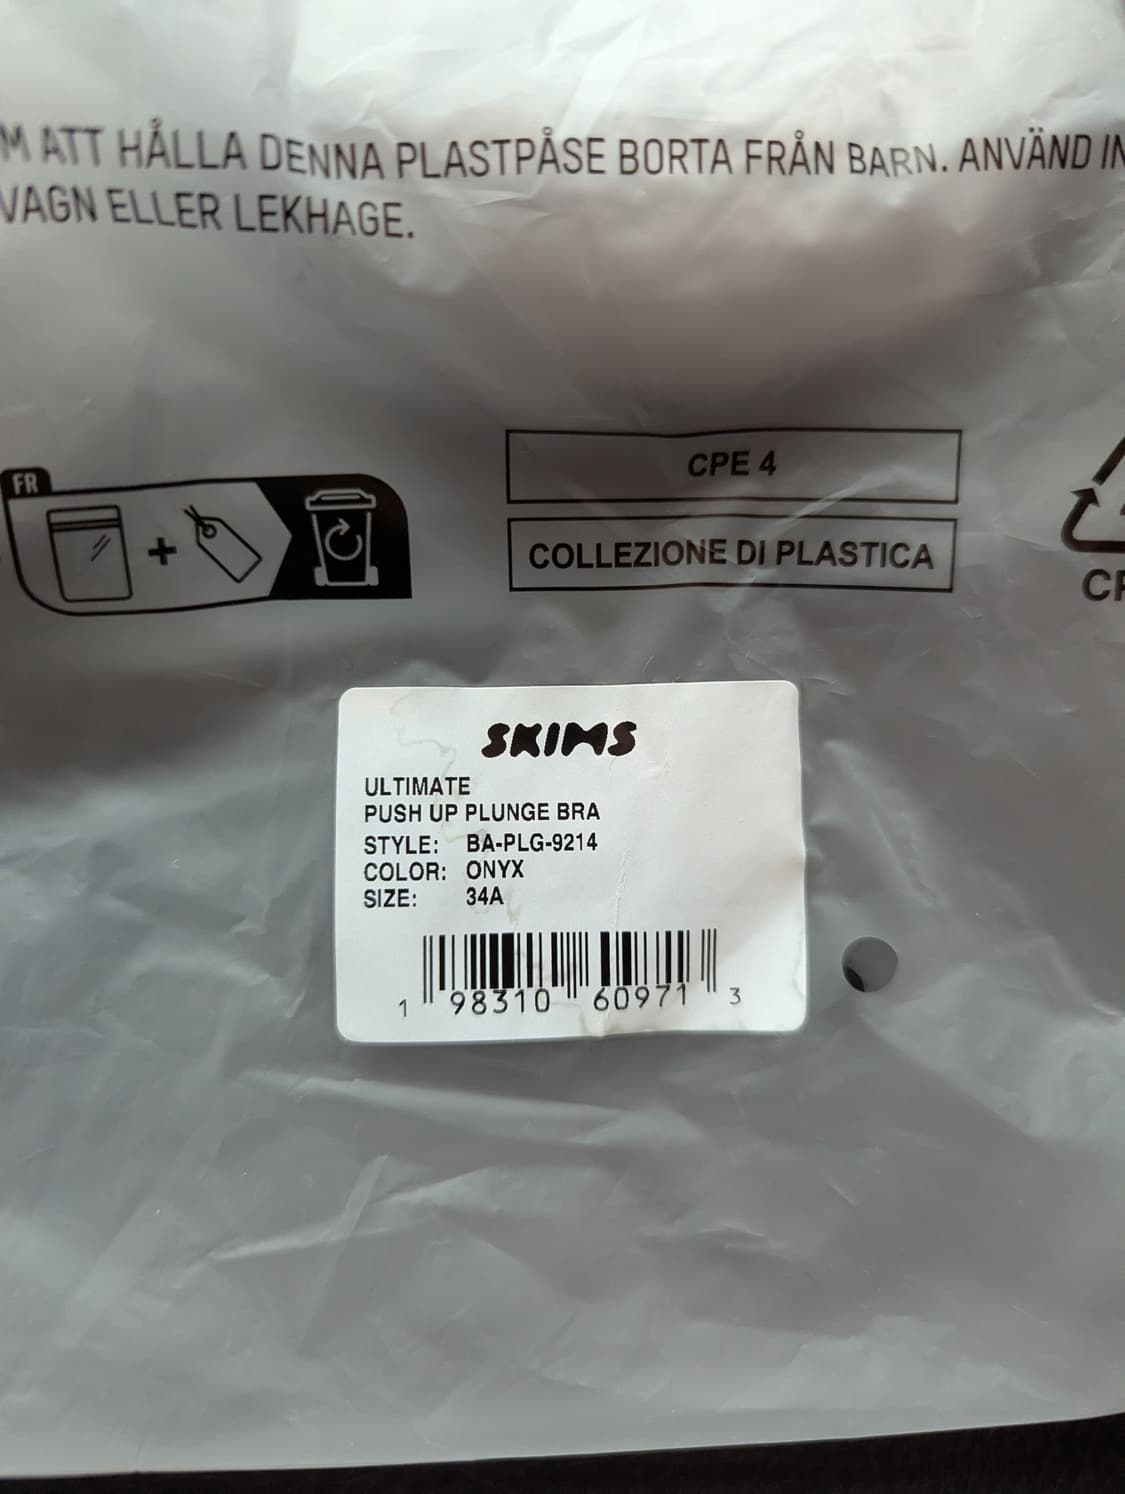 M ATT HÅLLA DENNA PLASTPÅSE BORTA FRÅN BARN. ANVÄND
VAGN ELLER LEKHAGE.
FR
CPE 4
COLLEZIONE DI PLASTICA
SKIMS
ULTIMATE
PUSH UP PLUNGE BRA
STYLE: BA-PLG-9214
COLOR: ONYX
SIZE: 34A
1 98310 60971 3